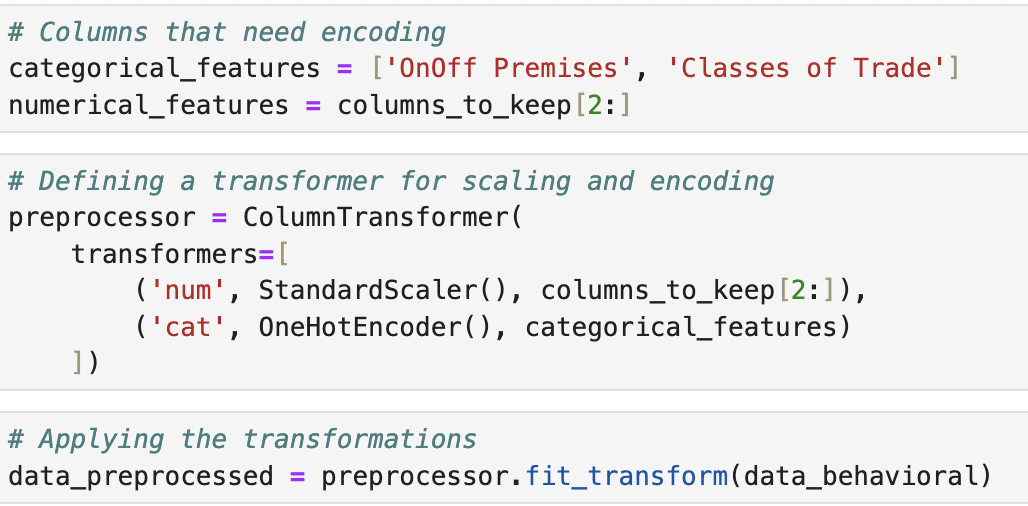 # Columns that need encoding
categorical_features = ['OnOff Premises', 'Classes of Trade']
numerical_features = columns_to_keep[2:]
# Defining a transformer for scaling and encoding
preprocessor = ColumnTransformer(
    transformers=[
        ('num', StandardScaler(), columns_to_keep[2:]),
        ('cat', OneHotEncoder(), categorical_features)
    ])
# Applying the transformations
data_preprocessed = preprocessor.fit_transform(data_behavioral)